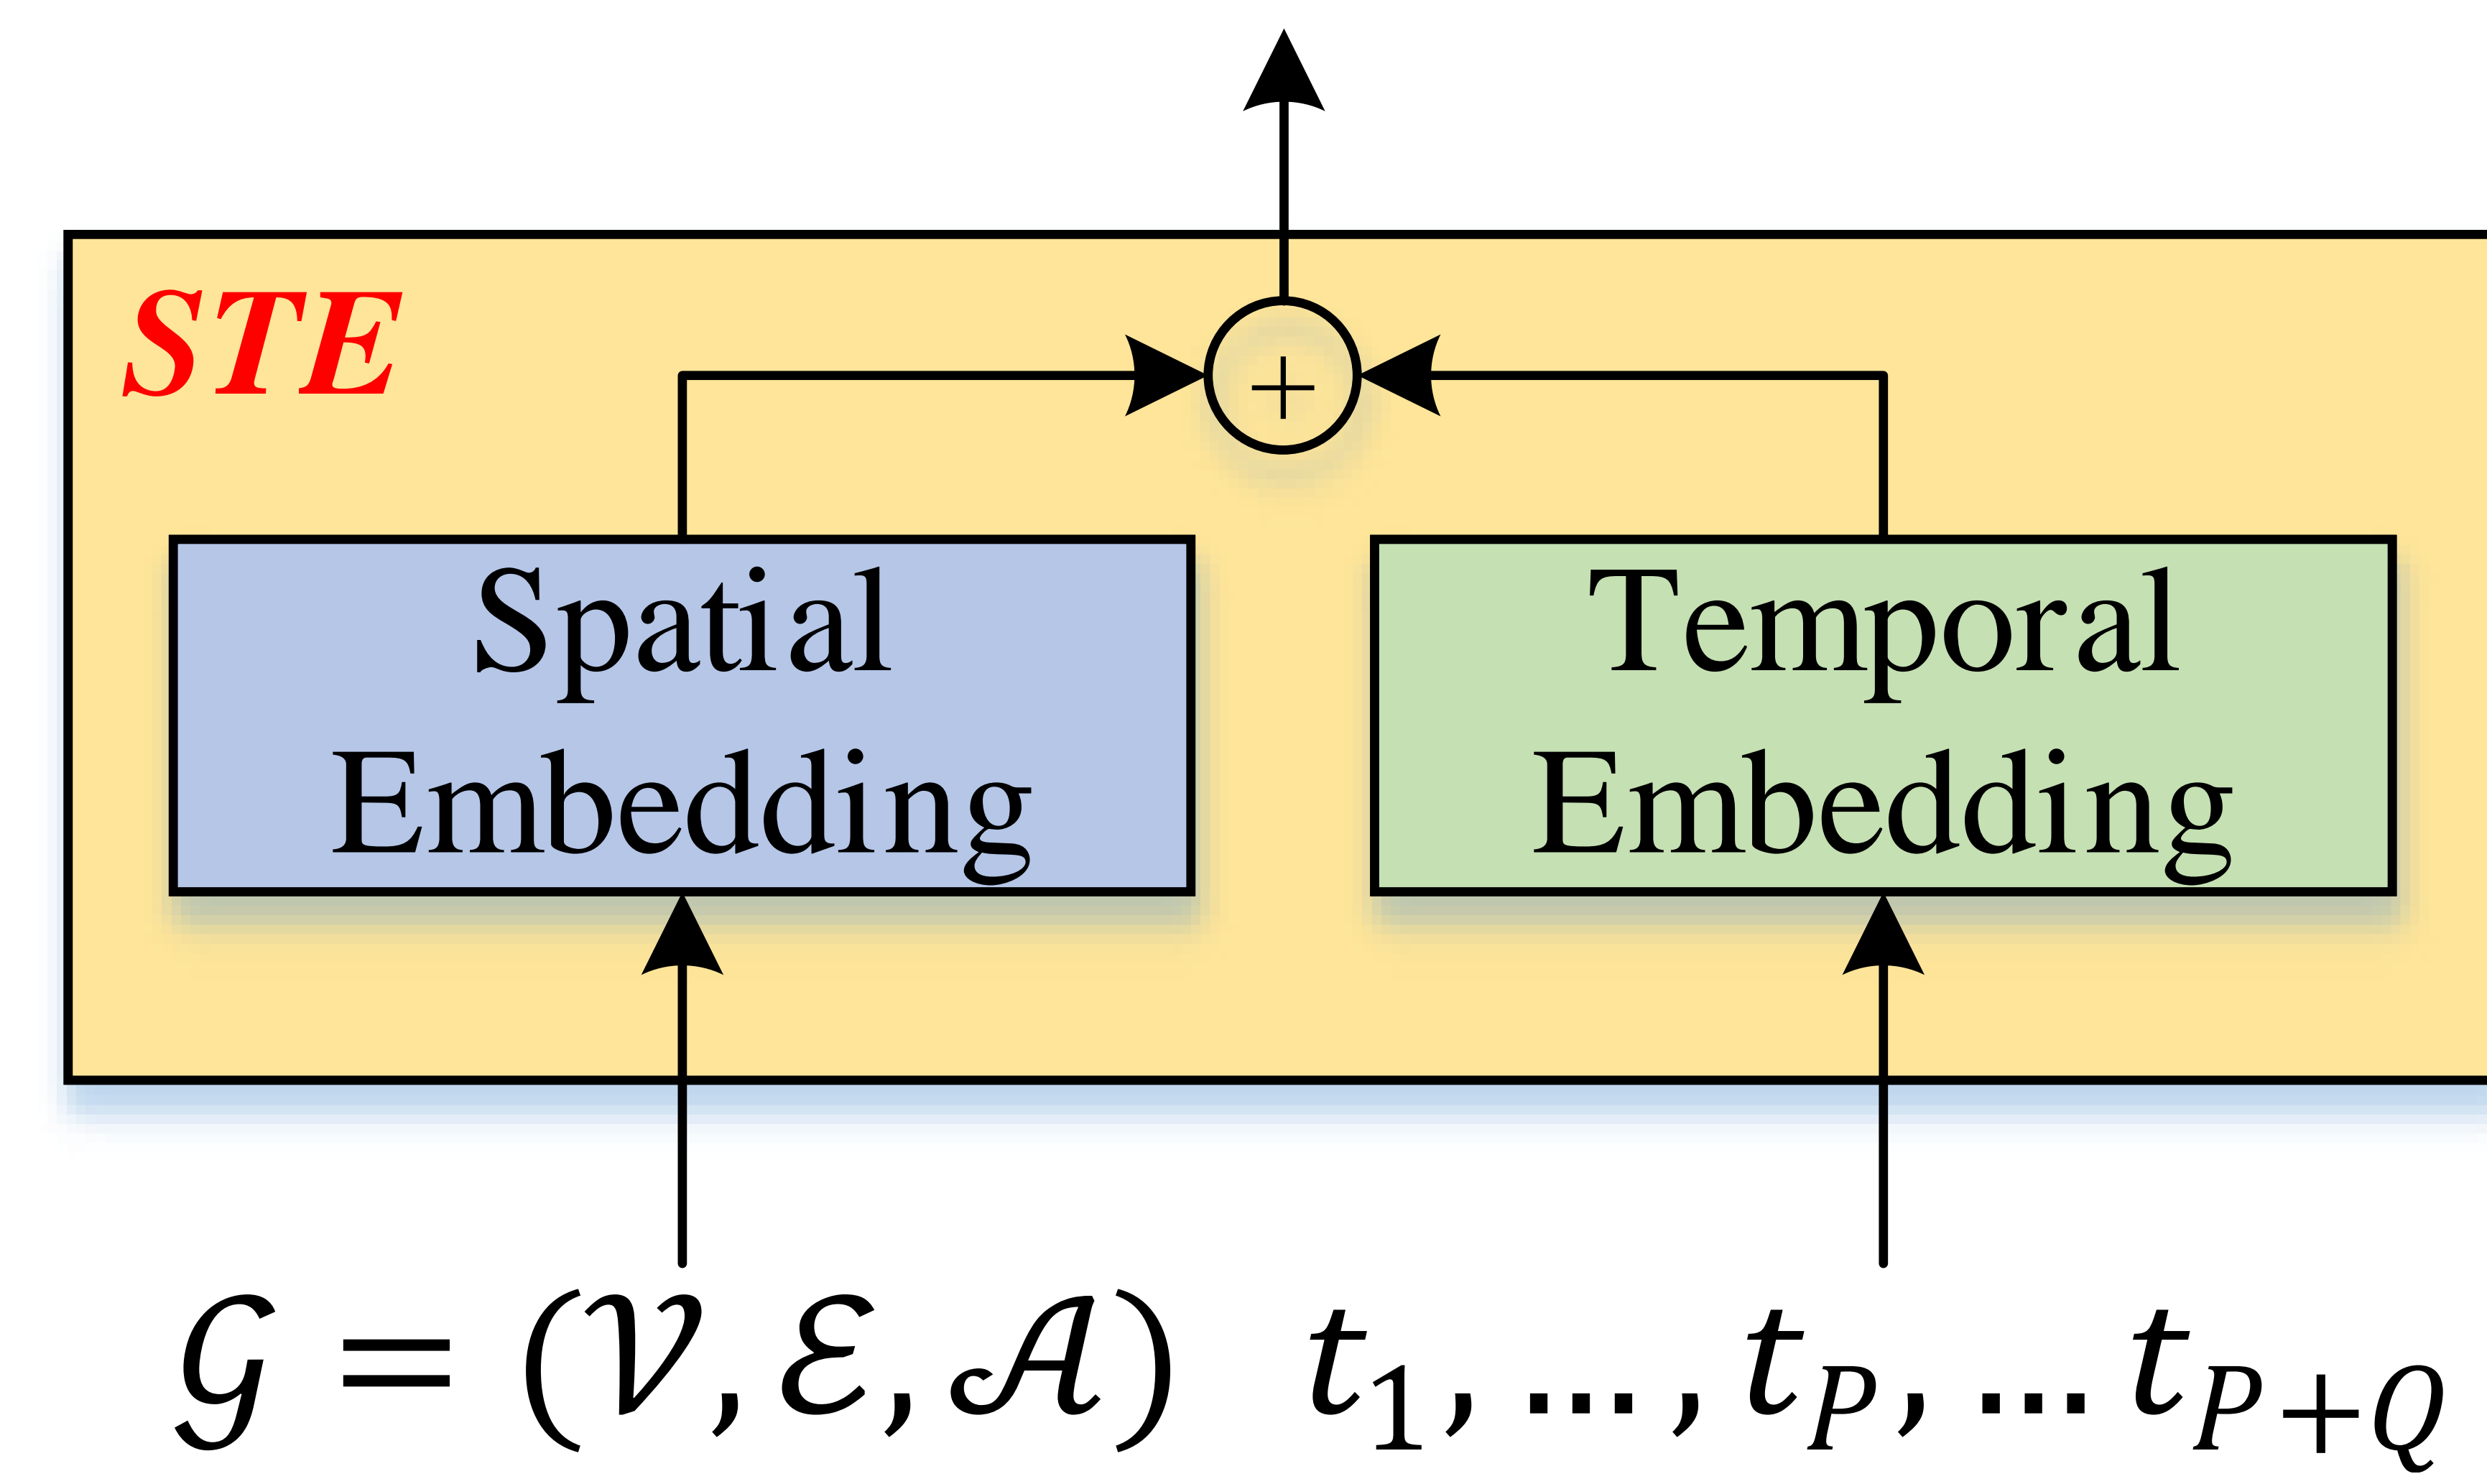 STE
+
Spatial
Embedding
Temporal
Embedding
𝒢 = (𝒱, ℰ, 𝒜)
t₁, … , t_P, … t_{P+Q}